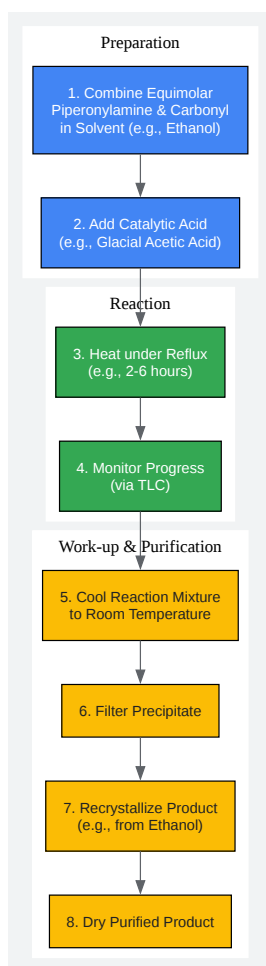 Preparation
1. Combine Equimolar
Piperonylamine & Carbonyl
in Solvent (e.g., Ethanol)
2. Add Catalytic Acid
(e.g., Glacial Acetic Acid)
Reaction
3. Heat under Reflux
(e.g., 2-6 hours)
4. Monitor Progress
(via TLC)
Work-up & Purification
5. Cool Reaction Mixture
to Room Temperature
6. Filter Precipitate
7. Recrystallize Product
(e.g., from Ethanol)
8. Dry Purified Product